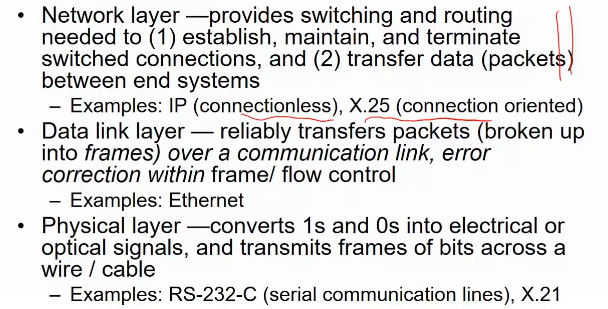 • Network layer —provides switching and routing
needed to (1) establish, maintain, and terminate
switched connections, and (2) transfer data (packets)
between end systems
– Examples: IP (connectionless), X.25 (connection oriented)
• Data link layer — reliably transfers packets (broken up
into frames) over a communication link, error
correction within frame/ flow control
– Examples: Ethernet
• Physical layer —converts 1s and 0s into electrical or
optical signals, and transmits frames of bits across a
wire / cable
– Examples: RS-232-C (serial communication lines), X.21